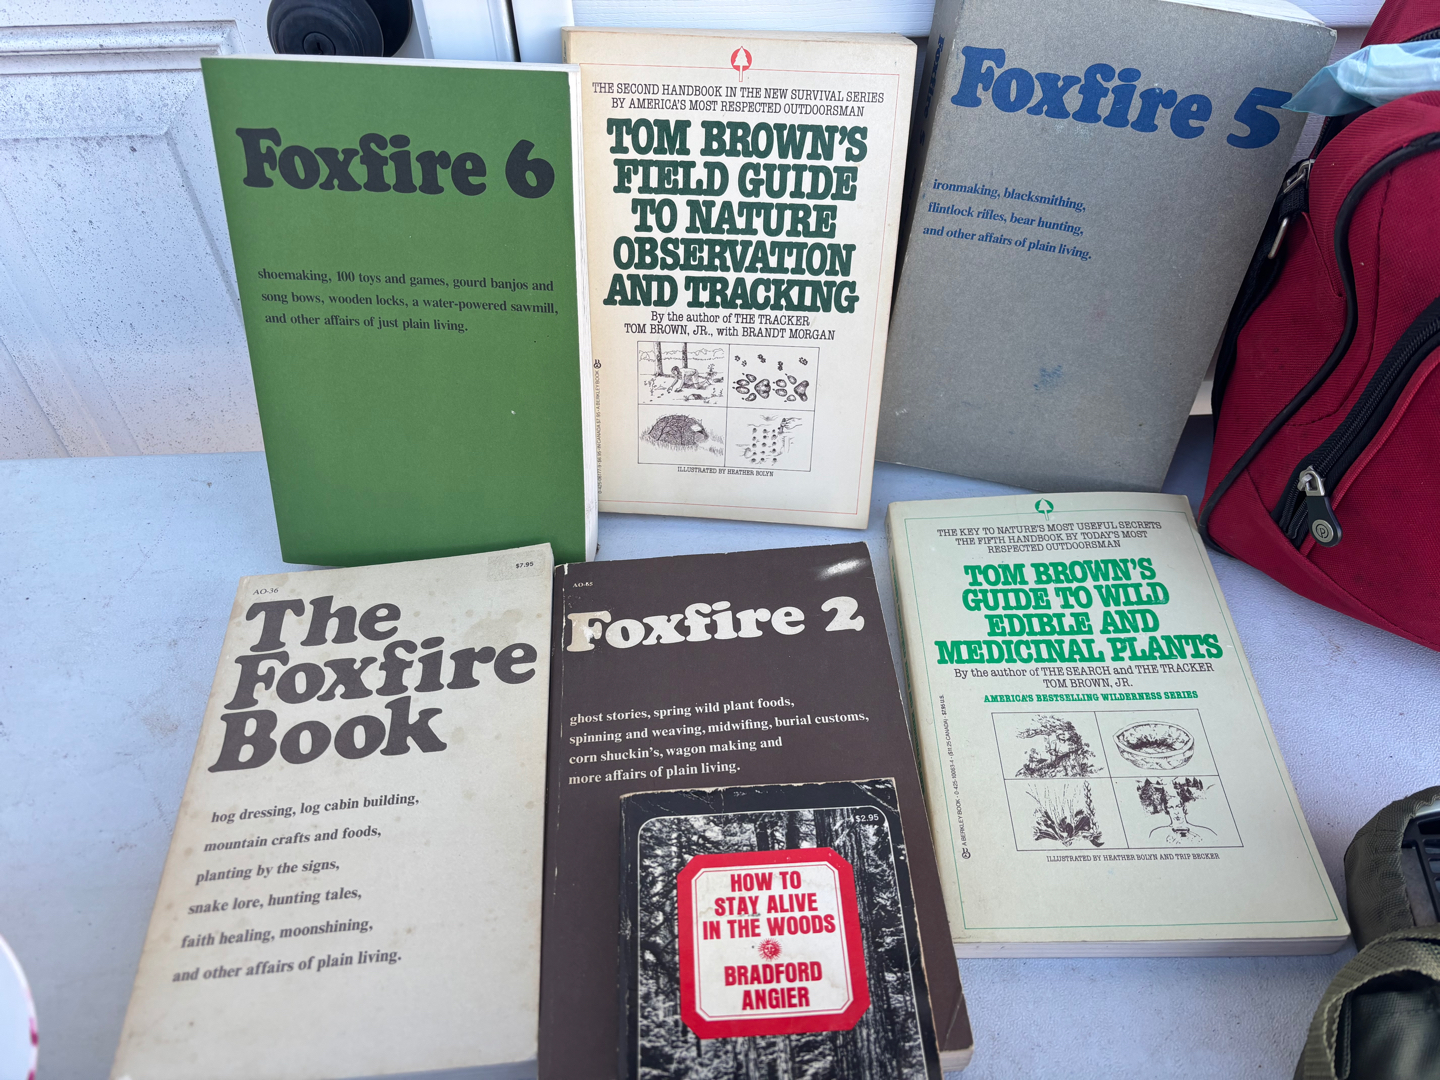 Foxfire 6
shoemaking, 100 toys and games, gourd banjos and
song bows, wooden locks, a water-powered sawmill,
and other affairs of just plain living.
THE SECOND HANDBOOK IN THE NEW SURVIVAL SERIES
BY AMERICA'S MOST RESPECTED OUTDOORSMAN
TOM BROWN'S
FIELD GUIDE
TO NATURE
OBSERVATION
AND TRACKING
By the author of THE TRACKER
TOM BROWN, JR., with BRANDT MORGAN
ILLUSTRATED BY HEATHER BOLYN
Foxfire 5
ironmaking, blacksmithing,
flintlock rifles, bear hunting,
and other affairs of plain living.
AO-36
$7.95
The
Foxfire
Book
hog dressing, log cabin building,
mountain crafts and foods,
planting by the signs,
snake lore, hunting tales,
faith healing, moonshining,
and other affairs of plain living.
Foxfire 2
ghost stories, spring wild plant foods,
spinning and weaving, midwifing, burial customs,
corn shuckin's, wagon making and
more affairs of plain living.
$2.95
HOW TO
STAY ALIVE
IN THE WOODS
BRADFORD
ANGIER
THE KEY TO NATURE'S MOST USEFUL SECRETS
THE FIFTH HANDBOOK BY TODAY'S MOST
RESPECTED OUTDOORSMAN
TOM BROWN'S
GUIDE TO WILD
EDIBLE AND
MEDICINAL PLANTS
By the author of THE SEARCH and THE TRACKER
TOM BROWN, JR.
AMERICA'S BESTSELLING WILDERNESS SERIES
ILLUSTRATED BY HEATHER BOLYN AND TRIP BECKER